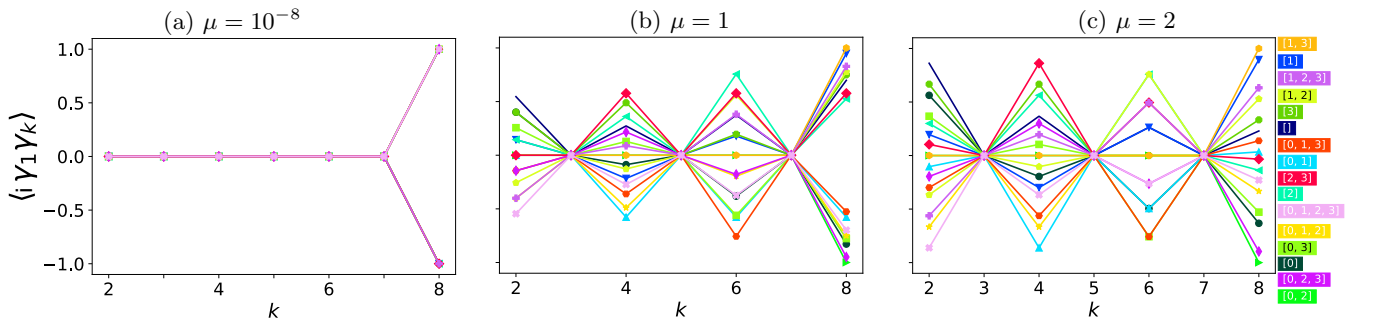 (a) μ = 10⁻⁸
(b) μ = 1
(c) μ = 2
⟨i γ₁γₖ⟩
1.0
0.5
0.0
−0.5
−1.0
2 4 6 8
k
2 4 6 8
k
2 3 4 5 6 7 8
k
[1, 3]
[1]
[1, 2, 3]
[1, 2]
[3]
[]
[0, 1, 3]
[0, 1]
[2, 3]
[2]
[0, 1, 2, 3]
[0, 1, 2]
[0, 3]
[0]
[0, 2, 3]
[0, 2]